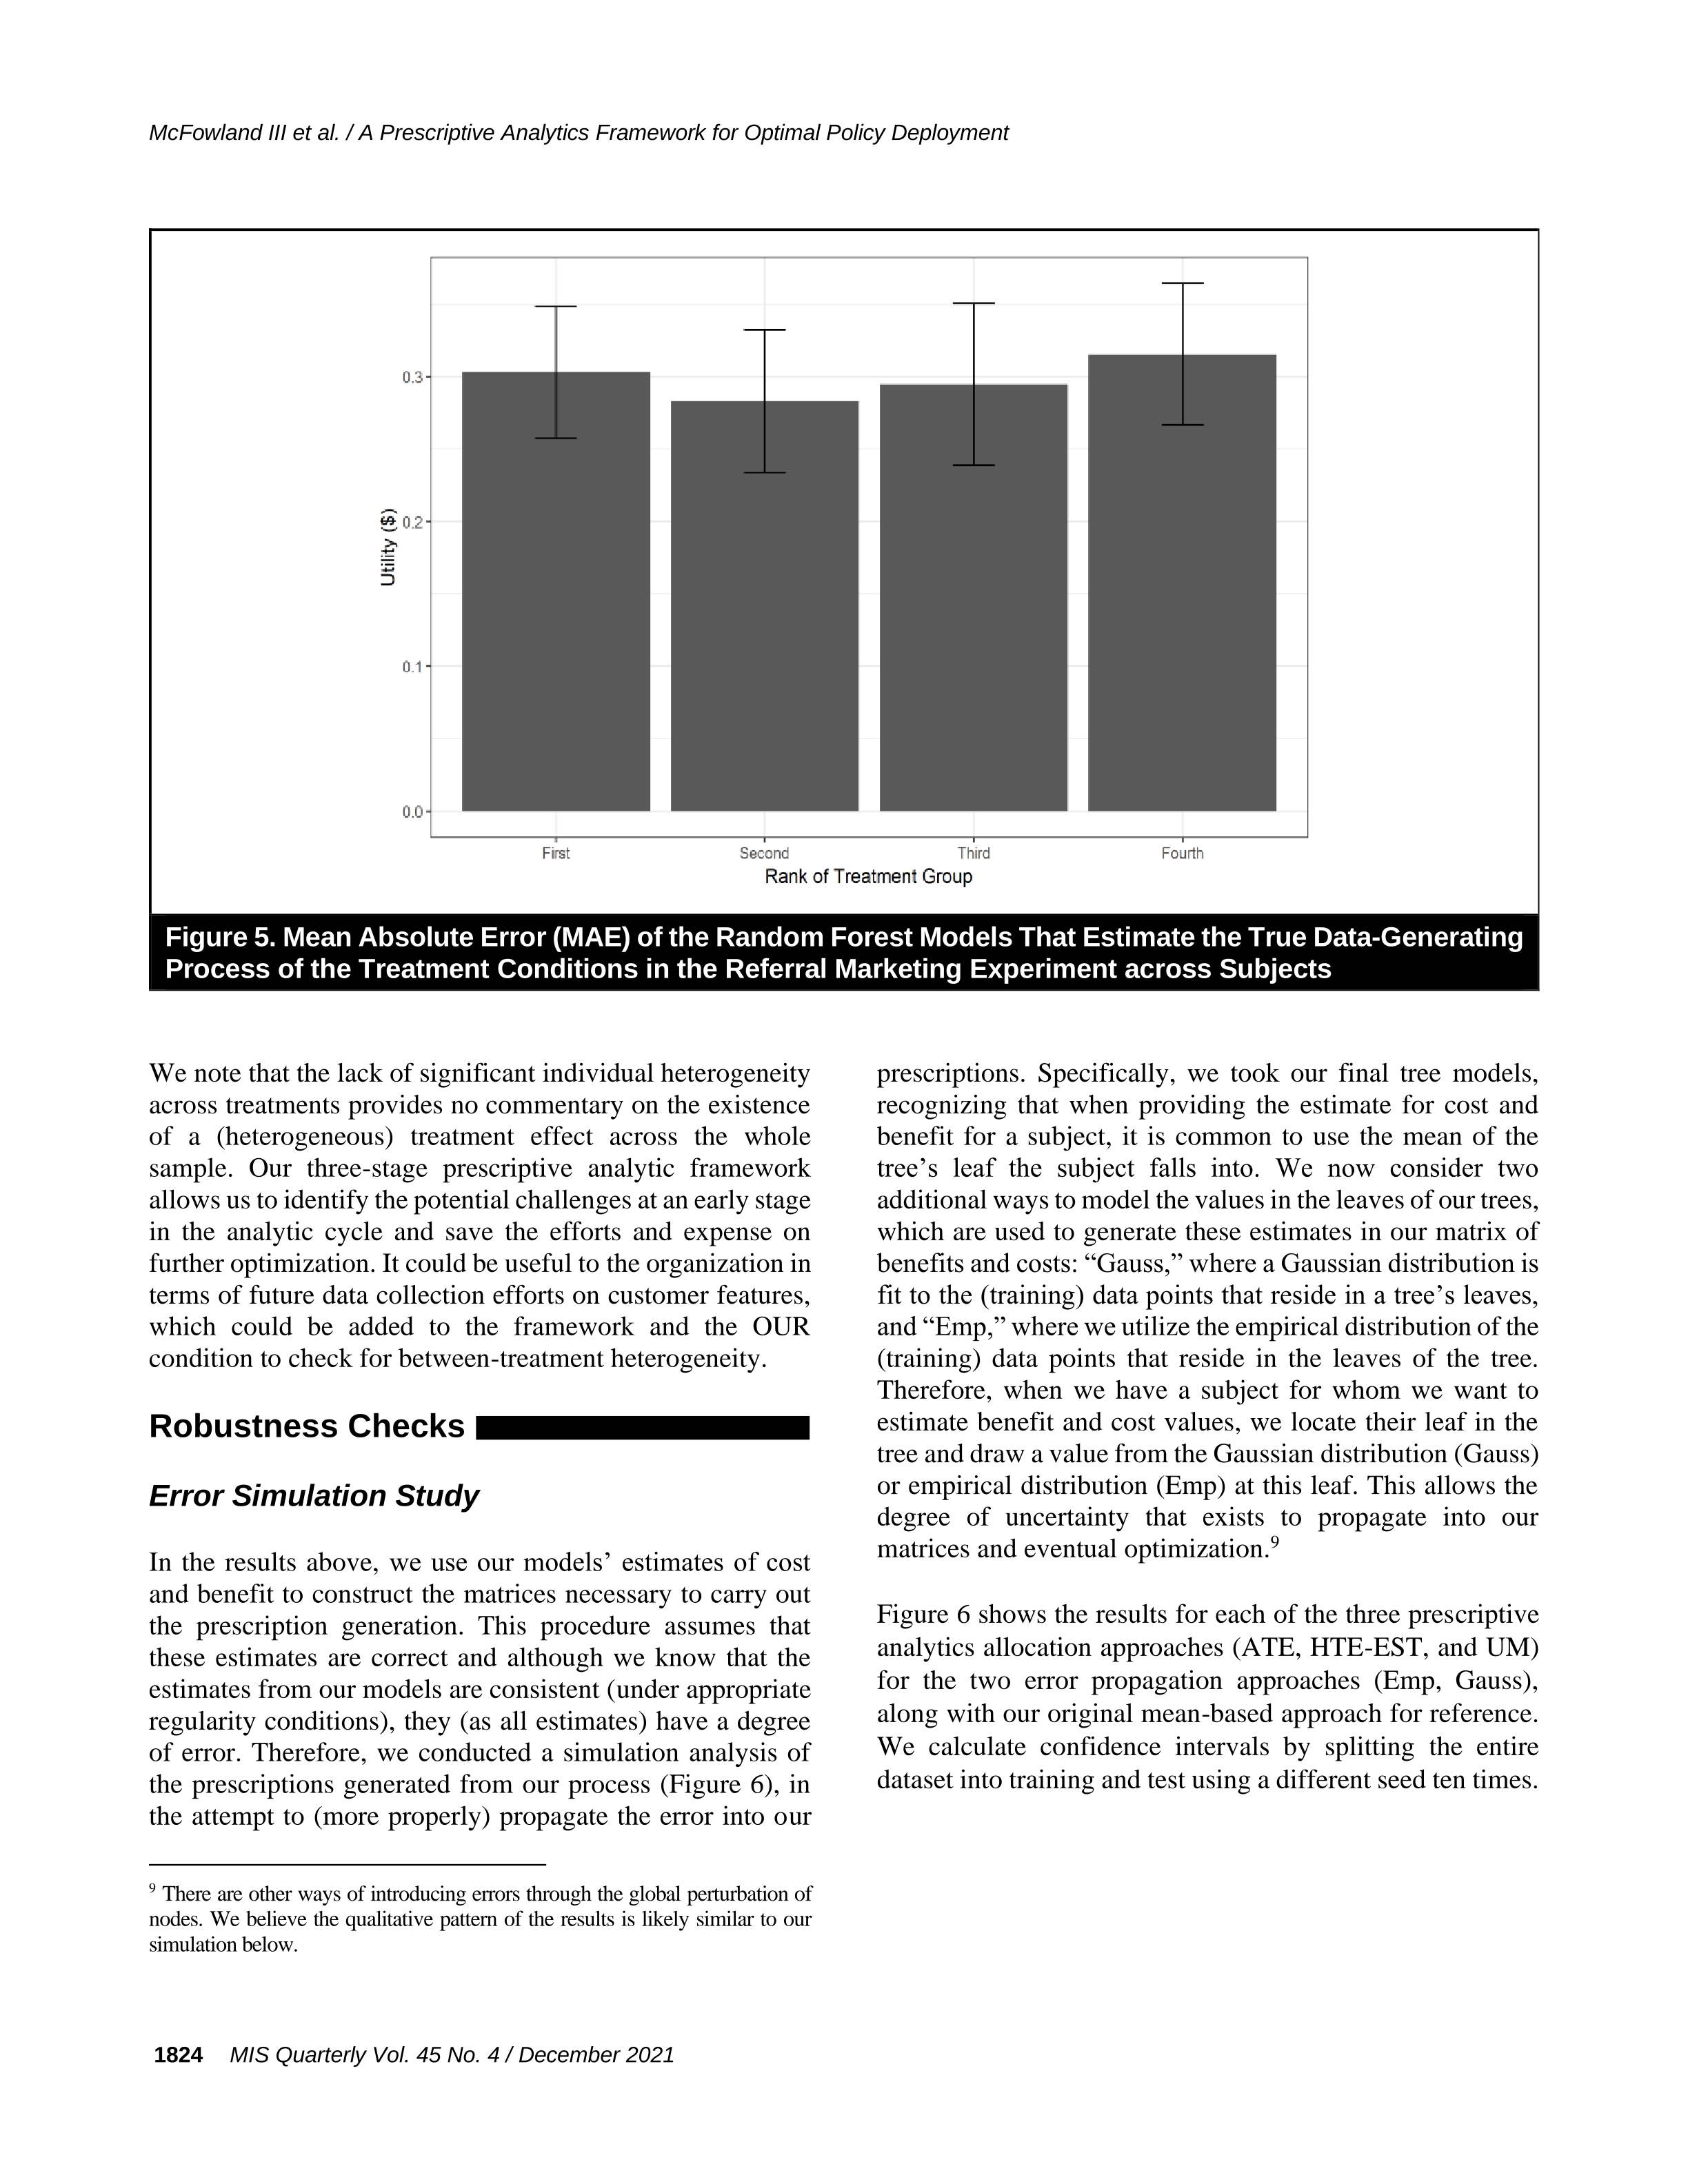 McFowland III et al. / A Prescriptive Analytics Framework for Optimal Policy Deployment
0.3
0.2
0.1
0.0
Utility ($)
First
Second
Third
Fourth
Rank of Treatment Group
Figure 5. Mean Absolute Error (MAE) of the Random Forest Models That Estimate the True Data-Generating
Process of the Treatment Conditions in the Referral Marketing Experiment across Subjects
We note that the lack of significant individual heterogeneity
across treatments provides no commentary on the existence
of a (heterogeneous) treatment effect across the whole
sample. Our three-stage prescriptive analytic framework
allows us to identify the potential challenges at an early stage
in the analytic cycle and save the efforts and expense on
further optimization. It could be useful to the organization in
terms of future data collection efforts on customer features,
which could be added to the framework and the OUR
condition to check for between-treatment heterogeneity.
Robustness Checks
Error Simulation Study
In the results above, we use our models’ estimates of cost
and benefit to construct the matrices necessary to carry out
the prescription generation. This procedure assumes that
these estimates are correct and although we know that the
estimates from our models are consistent (under appropriate
regularity conditions), they (as all estimates) have a degree
of error. Therefore, we conducted a simulation analysis of
the prescriptions generated from our process (Figure 6), in
the attempt to (more properly) propagate the error into our
prescriptions. Specifically, we took our final tree models,
recognizing that when providing the estimate for cost and
benefit for a subject, it is common to use the mean of the
tree’s leaf the subject falls into. We now consider two
additional ways to model the values in the leaves of our trees,
which are used to generate these estimates in our matrix of
benefits and costs: “Gauss,” where a Gaussian distribution is
fit to the (training) data points that reside in a tree’s leaves,
and “Emp,” where we utilize the empirical distribution of the
(training) data points that reside in the leaves of the tree.
Therefore, when we have a subject for whom we want to
estimate benefit and cost values, we locate their leaf in the
tree and draw a value from the Gaussian distribution (Gauss)
or empirical distribution (Emp) at this leaf. This allows the
degree of uncertainty that exists to propagate into our
matrices and eventual optimization.⁹
Figure 6 shows the results for each of the three prescriptive
analytics allocation approaches (ATE, HTE-EST, and UM)
for the two error propagation approaches (Emp, Gauss),
along with our original mean-based approach for reference.
We calculate confidence intervals by splitting the entire
dataset into training and test using a different seed ten times.
⁹ There are other ways of introducing errors through the global perturbation of
nodes. We believe the qualitative pattern of the results is likely similar to our
simulation below.
1824 MIS Quarterly Vol. 45 No. 4 / December 2021